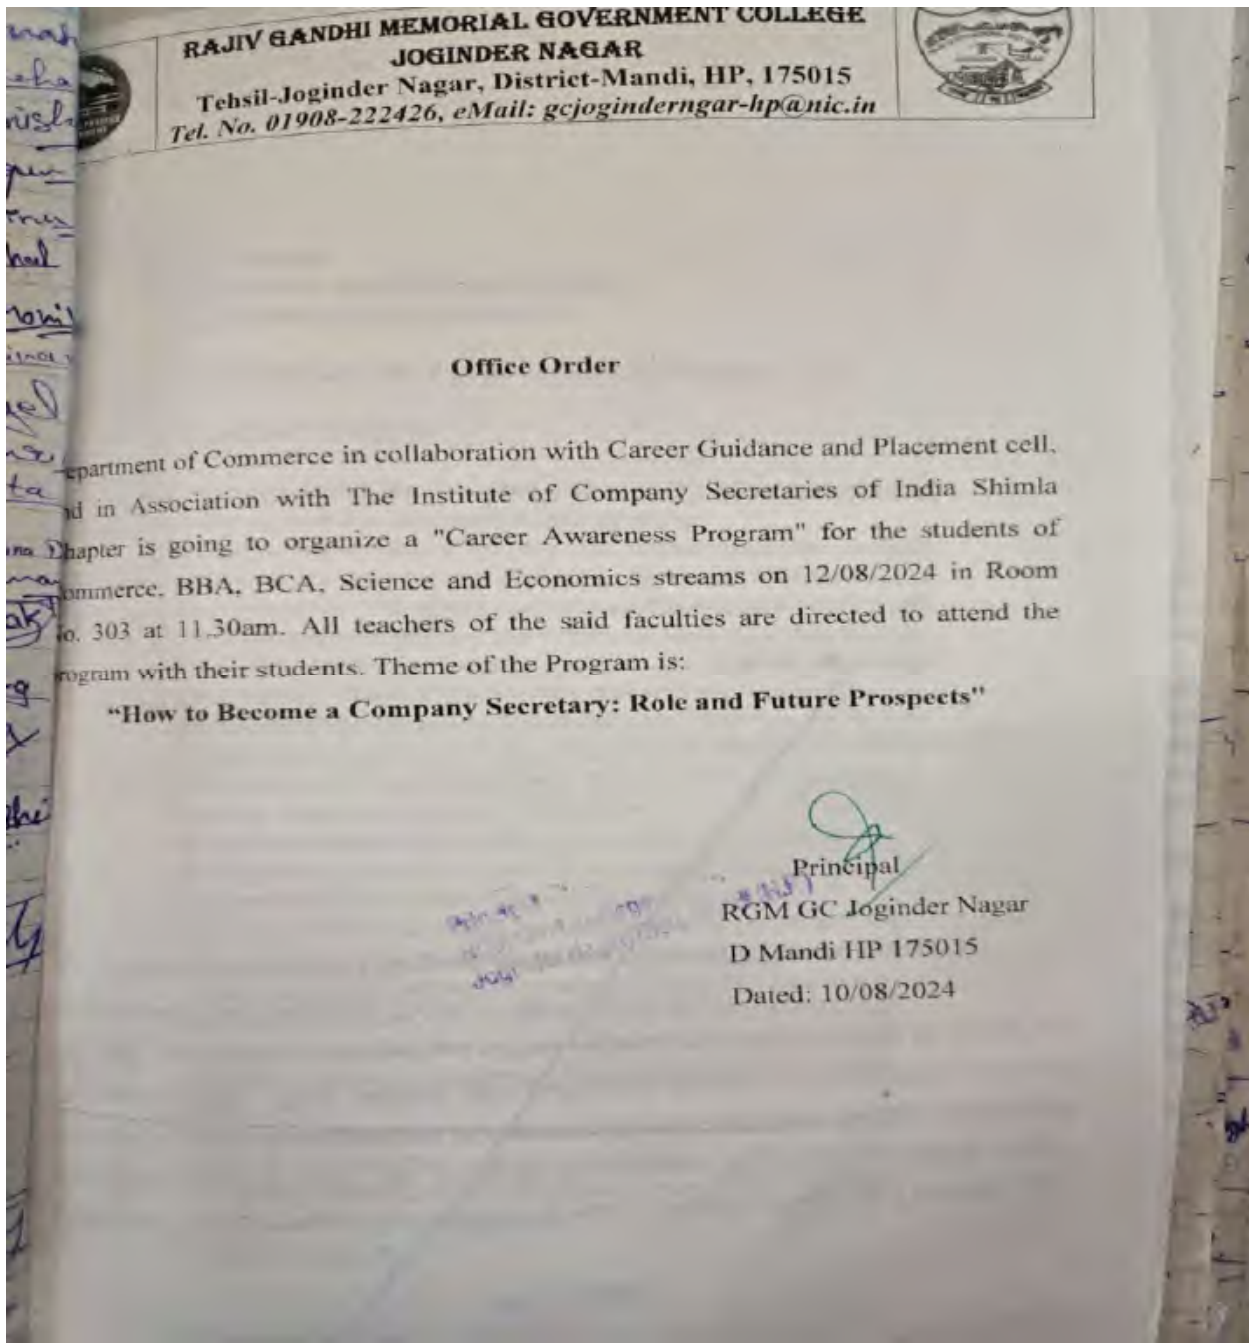 RAJIV GANDHI MEMORIAL GOVERNMENT COLLEGE
JOGINDER NAGAR
Tehsil-Joginder Nagar, District-Mandi, HP, 175015
Tel. No. 01908-222426, eMail: gcjoginderngar-hp@nic.in
Office Order
epartment of Commerce in collaboration with Career Guidance and Placement cell,
d in Association with The Institute of Company Secretaries of India Shimla
hapter is going to organize a "Career Awareness Program" for the students of
ommerce, BBA, BCA, Science and Economics streams on 12/08/2024 in Room
o. 303 at 11.30am. All teachers of the said faculties are directed to attend the
rogram with their students. Theme of the Program is:
“How to Become a Company Secretary: Role and Future Prospects"
Principal
RGM GC Joginder Nagar
D Mandi HP 175015
Dated: 10/08/2024